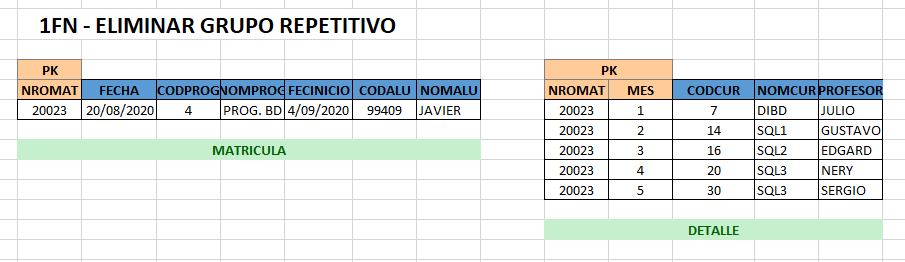 1FN - ELIMINAR GRUPO REPETITIVO
PK
NROMAT FECHA CODPROG NOMPROG FECINICIO CODALU NOMALU
20023 20/08/2020 4 PROG. BD 4/09/2020 99409 JAVIER
MATRICULA
PK
NROMAT MES CODCUR NOMCUR PROFESOR
20023 1 7 DIBD JULIO
20023 2 14 SQL1 GUSTAVO
20023 3 16 SQL2 EDGARD
20023 4 20 SQL3 NERY
20023 5 30 SQL3 SERGIO
DETALLE